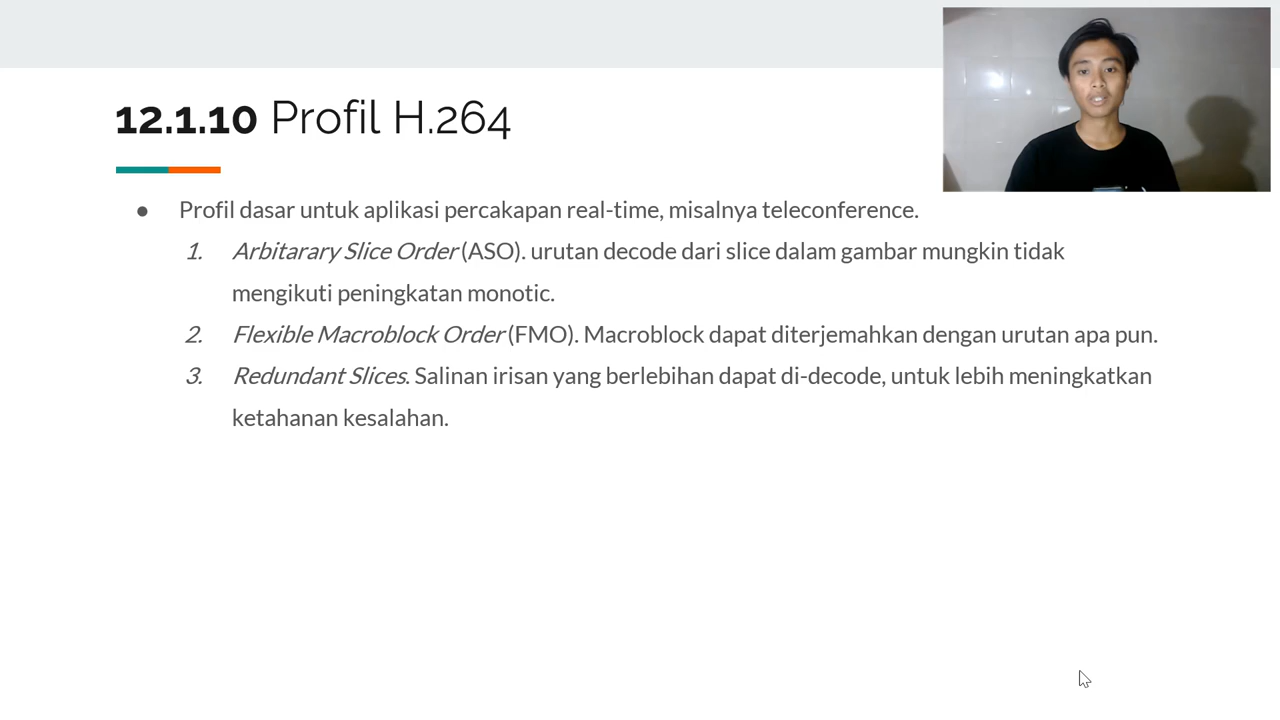 12.1.10 Profil H.264
● Profil dasar untuk aplikasi percakapan real-time, misalnya teleconference.
1. Arbitarary Slice Order (ASO). urutan decode dari slice dalam gambar mungkin tidak
mengikuti peningkatan monotic.
2. Flexible Macroblock Order (FMO). Macroblock dapat diterjemahkan dengan urutan apa pun.
3. Redundant Slices. Salinan irisan yang berlebihan dapat di-decode, untuk lebih meningkatkan
ketahanan kesalahan.